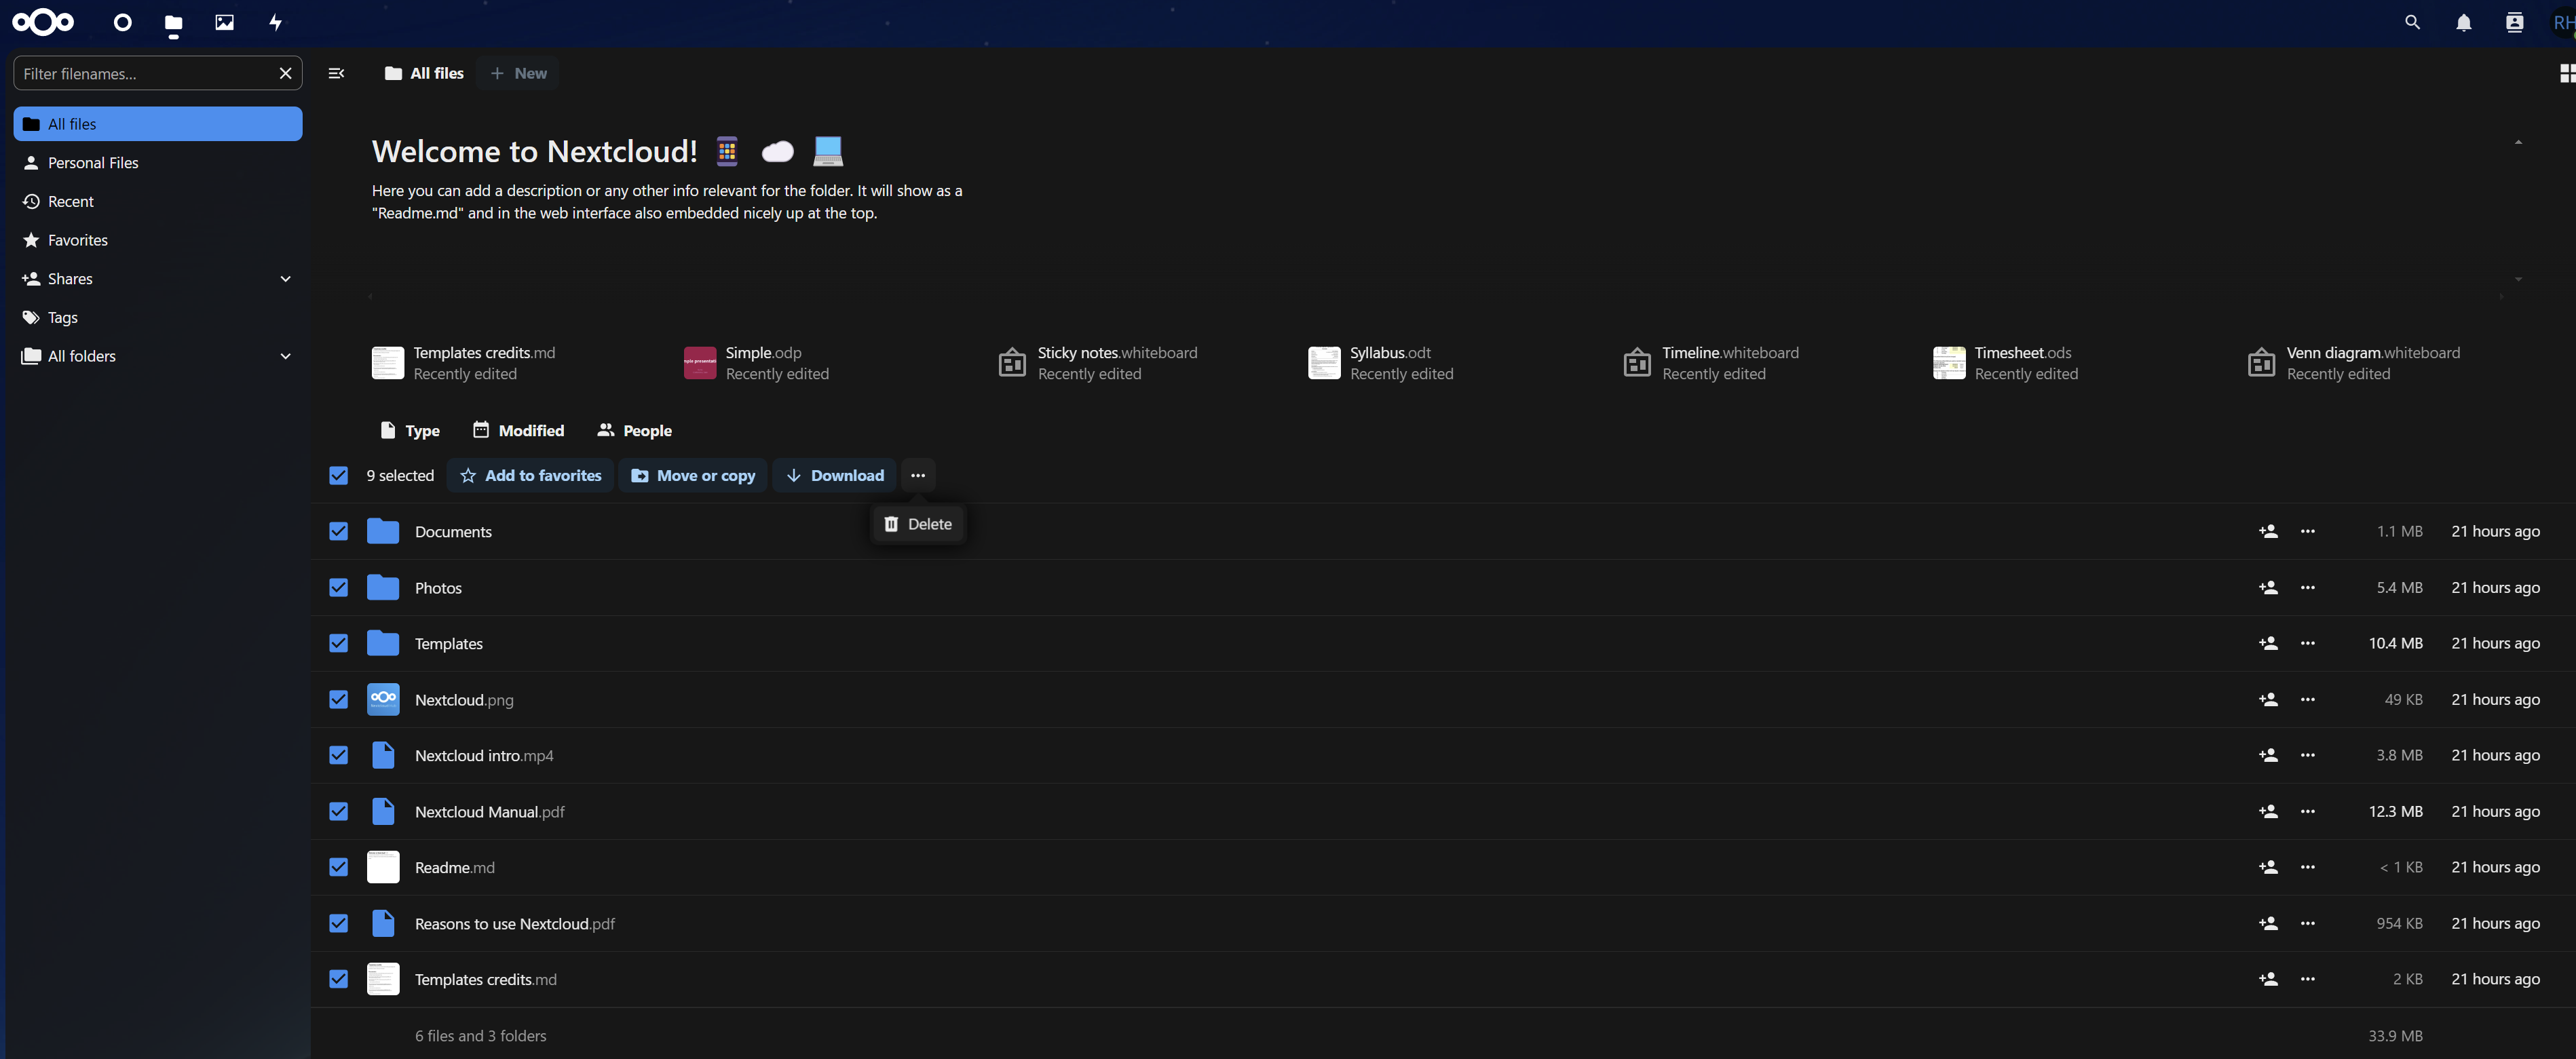 RH
Filter filenames...
All files
New
All files
Personal Files
Recent
Favorites
Shares
Tags
All folders
Welcome to Nextcloud!
Here you can add a description or any other info relevant for the folder. It will show as a
"Readme.md" and in the web interface also embedded nicely up at the top.
Templates credits.md
Recently edited
Simple.odp
Recently edited
Sticky notes.whiteboard
Recently edited
Syllabus.odt
Recently edited
Timeline.whiteboard
Recently edited
Timesheet.ods
Recently edited
Venn diagram.whiteboard
Recently edited
Type Modified People
9 selected Add to favorites Move or copy Download
Delete
Documents 1.1 MB 21 hours ago
Photos 5.4 MB 21 hours ago
Templates 10.4 MB 21 hours ago
Nextcloud.png 49 KB 21 hours ago
Nextcloud intro.mp4 3.8 MB 21 hours ago
Nextcloud Manual.pdf 12.3 MB 21 hours ago
Readme.md < 1 KB 21 hours ago
Reasons to use Nextcloud.pdf 954 KB 21 hours ago
Templates credits.md 2 KB 21 hours ago
6 files and 3 folders 33.9 MB